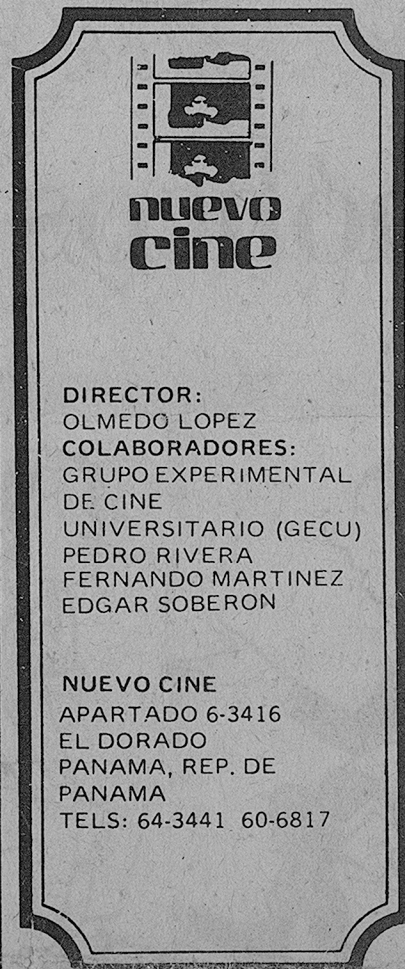 nuevo
cine
DIRECTOR:
OLMEDO LOPEZ
COLABORADORES:
GRUPO EXPERIMENTAL
DE CINE
UNIVERSITARIO (GECU)
PEDRO RIVERA
FERNANDO MARTINEZ
EDGAR SOBERON
NUEVO CINE
APARTADO 6-3416
EL DORADO
PANAMA, REP. DE
PANAMA
TELS: 64-3441 60-6817